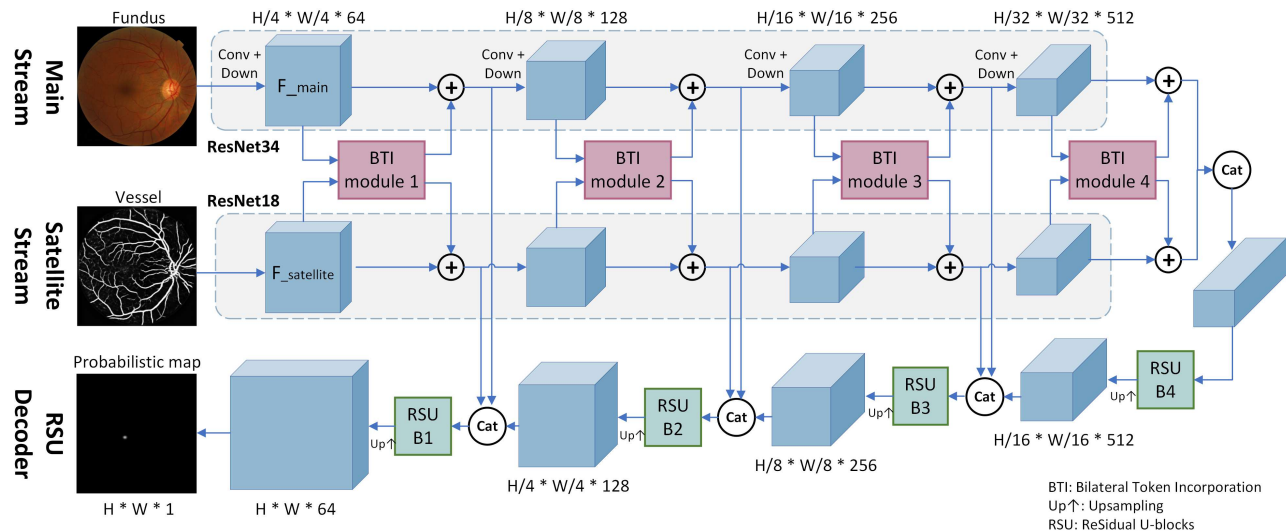 Fundus
H/4 * W/4 * 64
H/8 * W/8 * 128
H/16 * W/16 * 256
H/32 * W/32 * 512
Main
Stream
Conv +
Down
F_main
+
Conv +
Down
+
Conv +
Down
+
Conv +
Down
+
ResNet34
BTI
module 1
BTI
module 2
BTI
module 3
BTI
module 4
Cat
Vessel
ResNet18
Satellite
Stream
F_satellite
+
+
+
+
Probabilistic map
RSU
Decoder
RSU
B1
Up↑
Cat
RSU
B2
Up↑
Cat
RSU
B3
Up↑
Cat
RSU
B4
Up↑
H/16 * W/16 * 512
H/8 * W/8 * 256
H/4 * W/4 * 128
H * W * 1
H * W * 64
BTI: Bilateral Token Incorporation
Up↑: Upsampling
RSU: ReSidual U-blocks